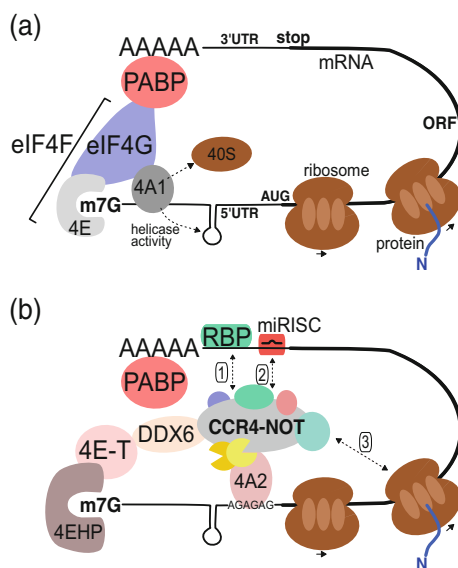 (a)
AAAAA 3'UTR stop
mRNA
PABP
ORF
eIF4F eIF4G
40S
ribosome
4A1
AUG
m7G 5'UTR
4E
helicase
activity
protein
N
(b)
RBP miRISC
AAAAA
1 2
PABP
DDX6 CCR4-NOT
4E-T
3
4A2
m7G AGAGAG
4EHP
N